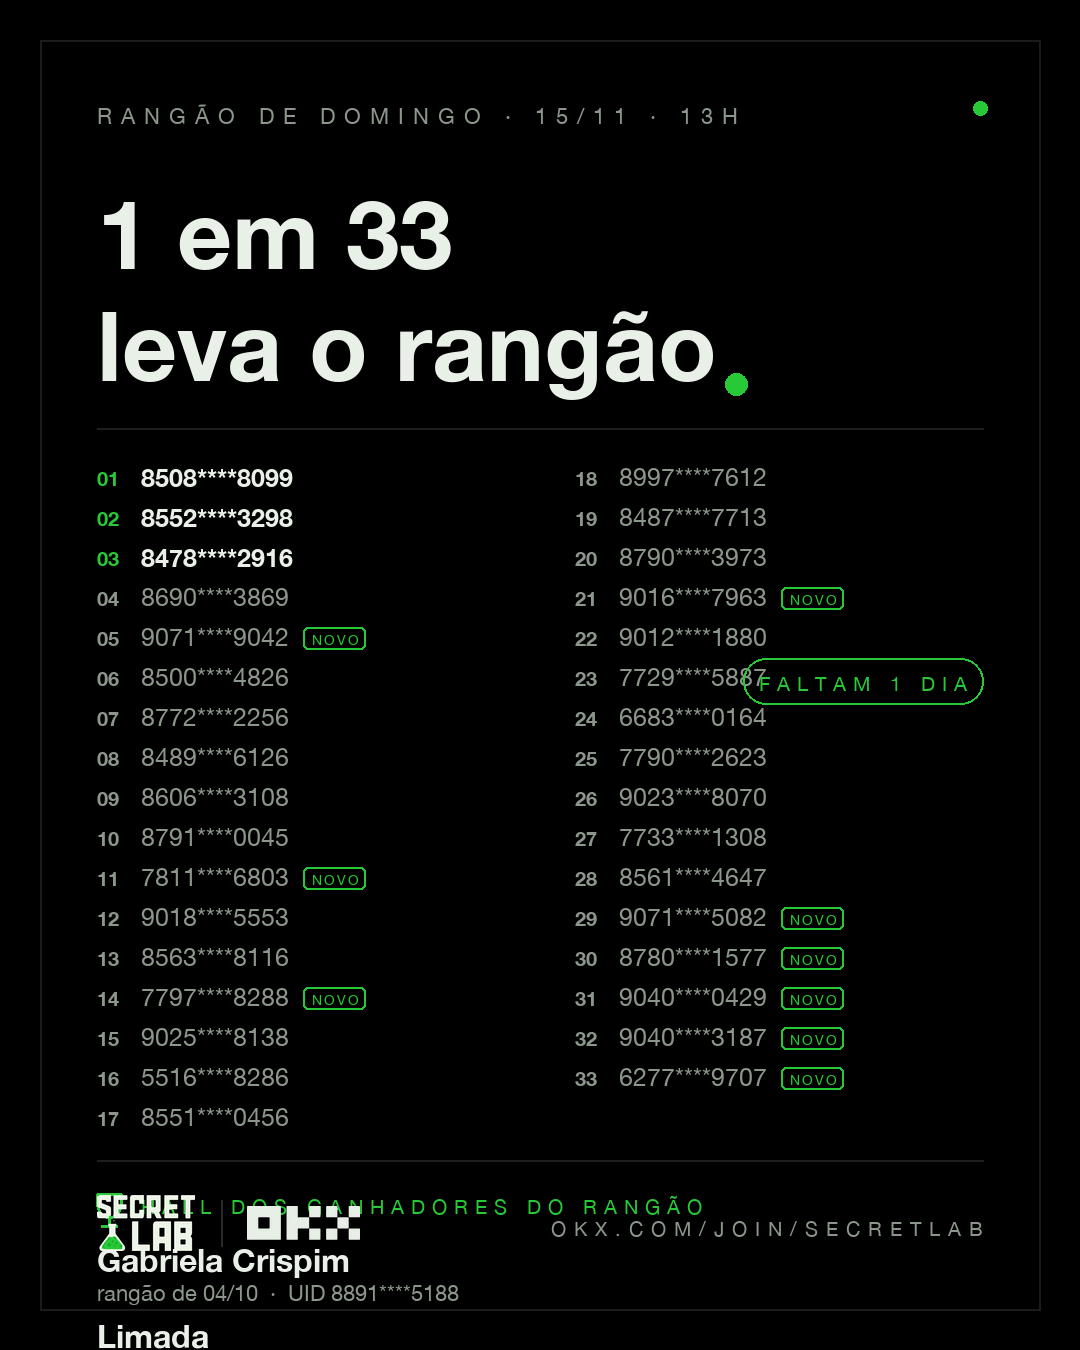 RANGÃO DE DOMINGO · 15/11 · 13H
1 em 33
leva o rangão.
01 8508****8099
02 8552****3298
03 8478****2916
04 8690****3869
05 9071****9042 NOVO
06 8500****4826
07 8772****2256
08 8489****6126
09 8606****3108
10 8791****0045
11 7811****6803 NOVO
12 9018****5553
13 8563****8116
14 7797****8288 NOVO
15 9025****8138
16 5516****8286
17 8551****0456
18 8997****7612
19 8487****7713
20 8790****3973
21 9016****7963 NOVO
22 9012****1880
23 7729****5887
FALTAM 1 DIA
24 6683****0164
25 7790****2623
26 9023****8070
27 7733****1308
28 8561****4647
29 9071****5082 NOVO
30 8780****1577 NOVO
31 9040****0429 NOVO
32 9040****3187 NOVO
33 6277****9707 NOVO
HALL DOS GANHADORES DO RANGÃO
SECRET
LAB
OKX
OKX.COM/JOIN/SECRETLAB
Gabriela Crispim
rangão de 04/10 · UID 8891****5188
Limada